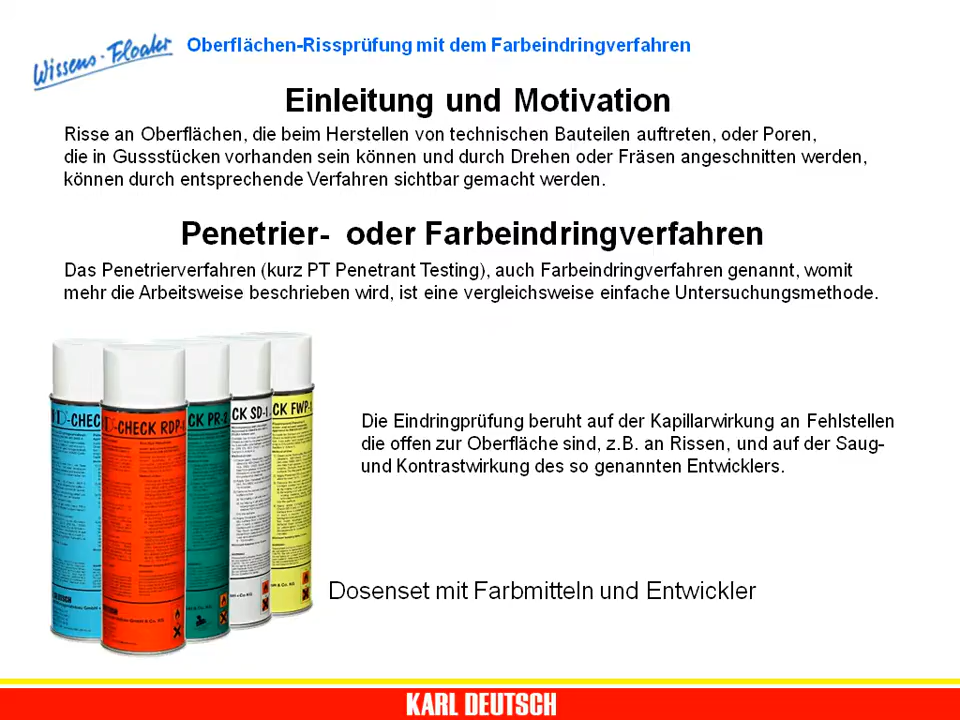 Wissens-Floater
Oberflächen-Rissprüfung mit dem Farbeindringverfahren
Einleitung und Motivation
Risse an Oberflächen, die beim Herstellen von technischen Bauteilen auftreten, oder Poren,
die in Gussstücken vorhanden sein können und durch Drehen oder Fräsen angeschnitten werden,
können durch entsprechende Verfahren sichtbar gemacht werden.
Penetrier- oder Farbeindringverfahren
Das Penetrierverfahren (kurz PT Penetrant Testing), auch Farbeindringverfahren genannt, womit
mehr die Arbeitsweise beschrieben wird, ist eine vergleichsweise einfache Untersuchungsmethode.
-CHEC
-CHECK RDP-
CK PR-
CK SD-1
CK FWP-
Die Eindringprüfung beruht auf der Kapillarwirkung an Fehlstellen
die offen zur Oberfläche sind, z.B. an Rissen, und auf der Saug-
und Kontrastwirkung des so genannten Entwicklers.
Dosenset mit Farbmitteln und Entwickler
KARL DEUTSCH